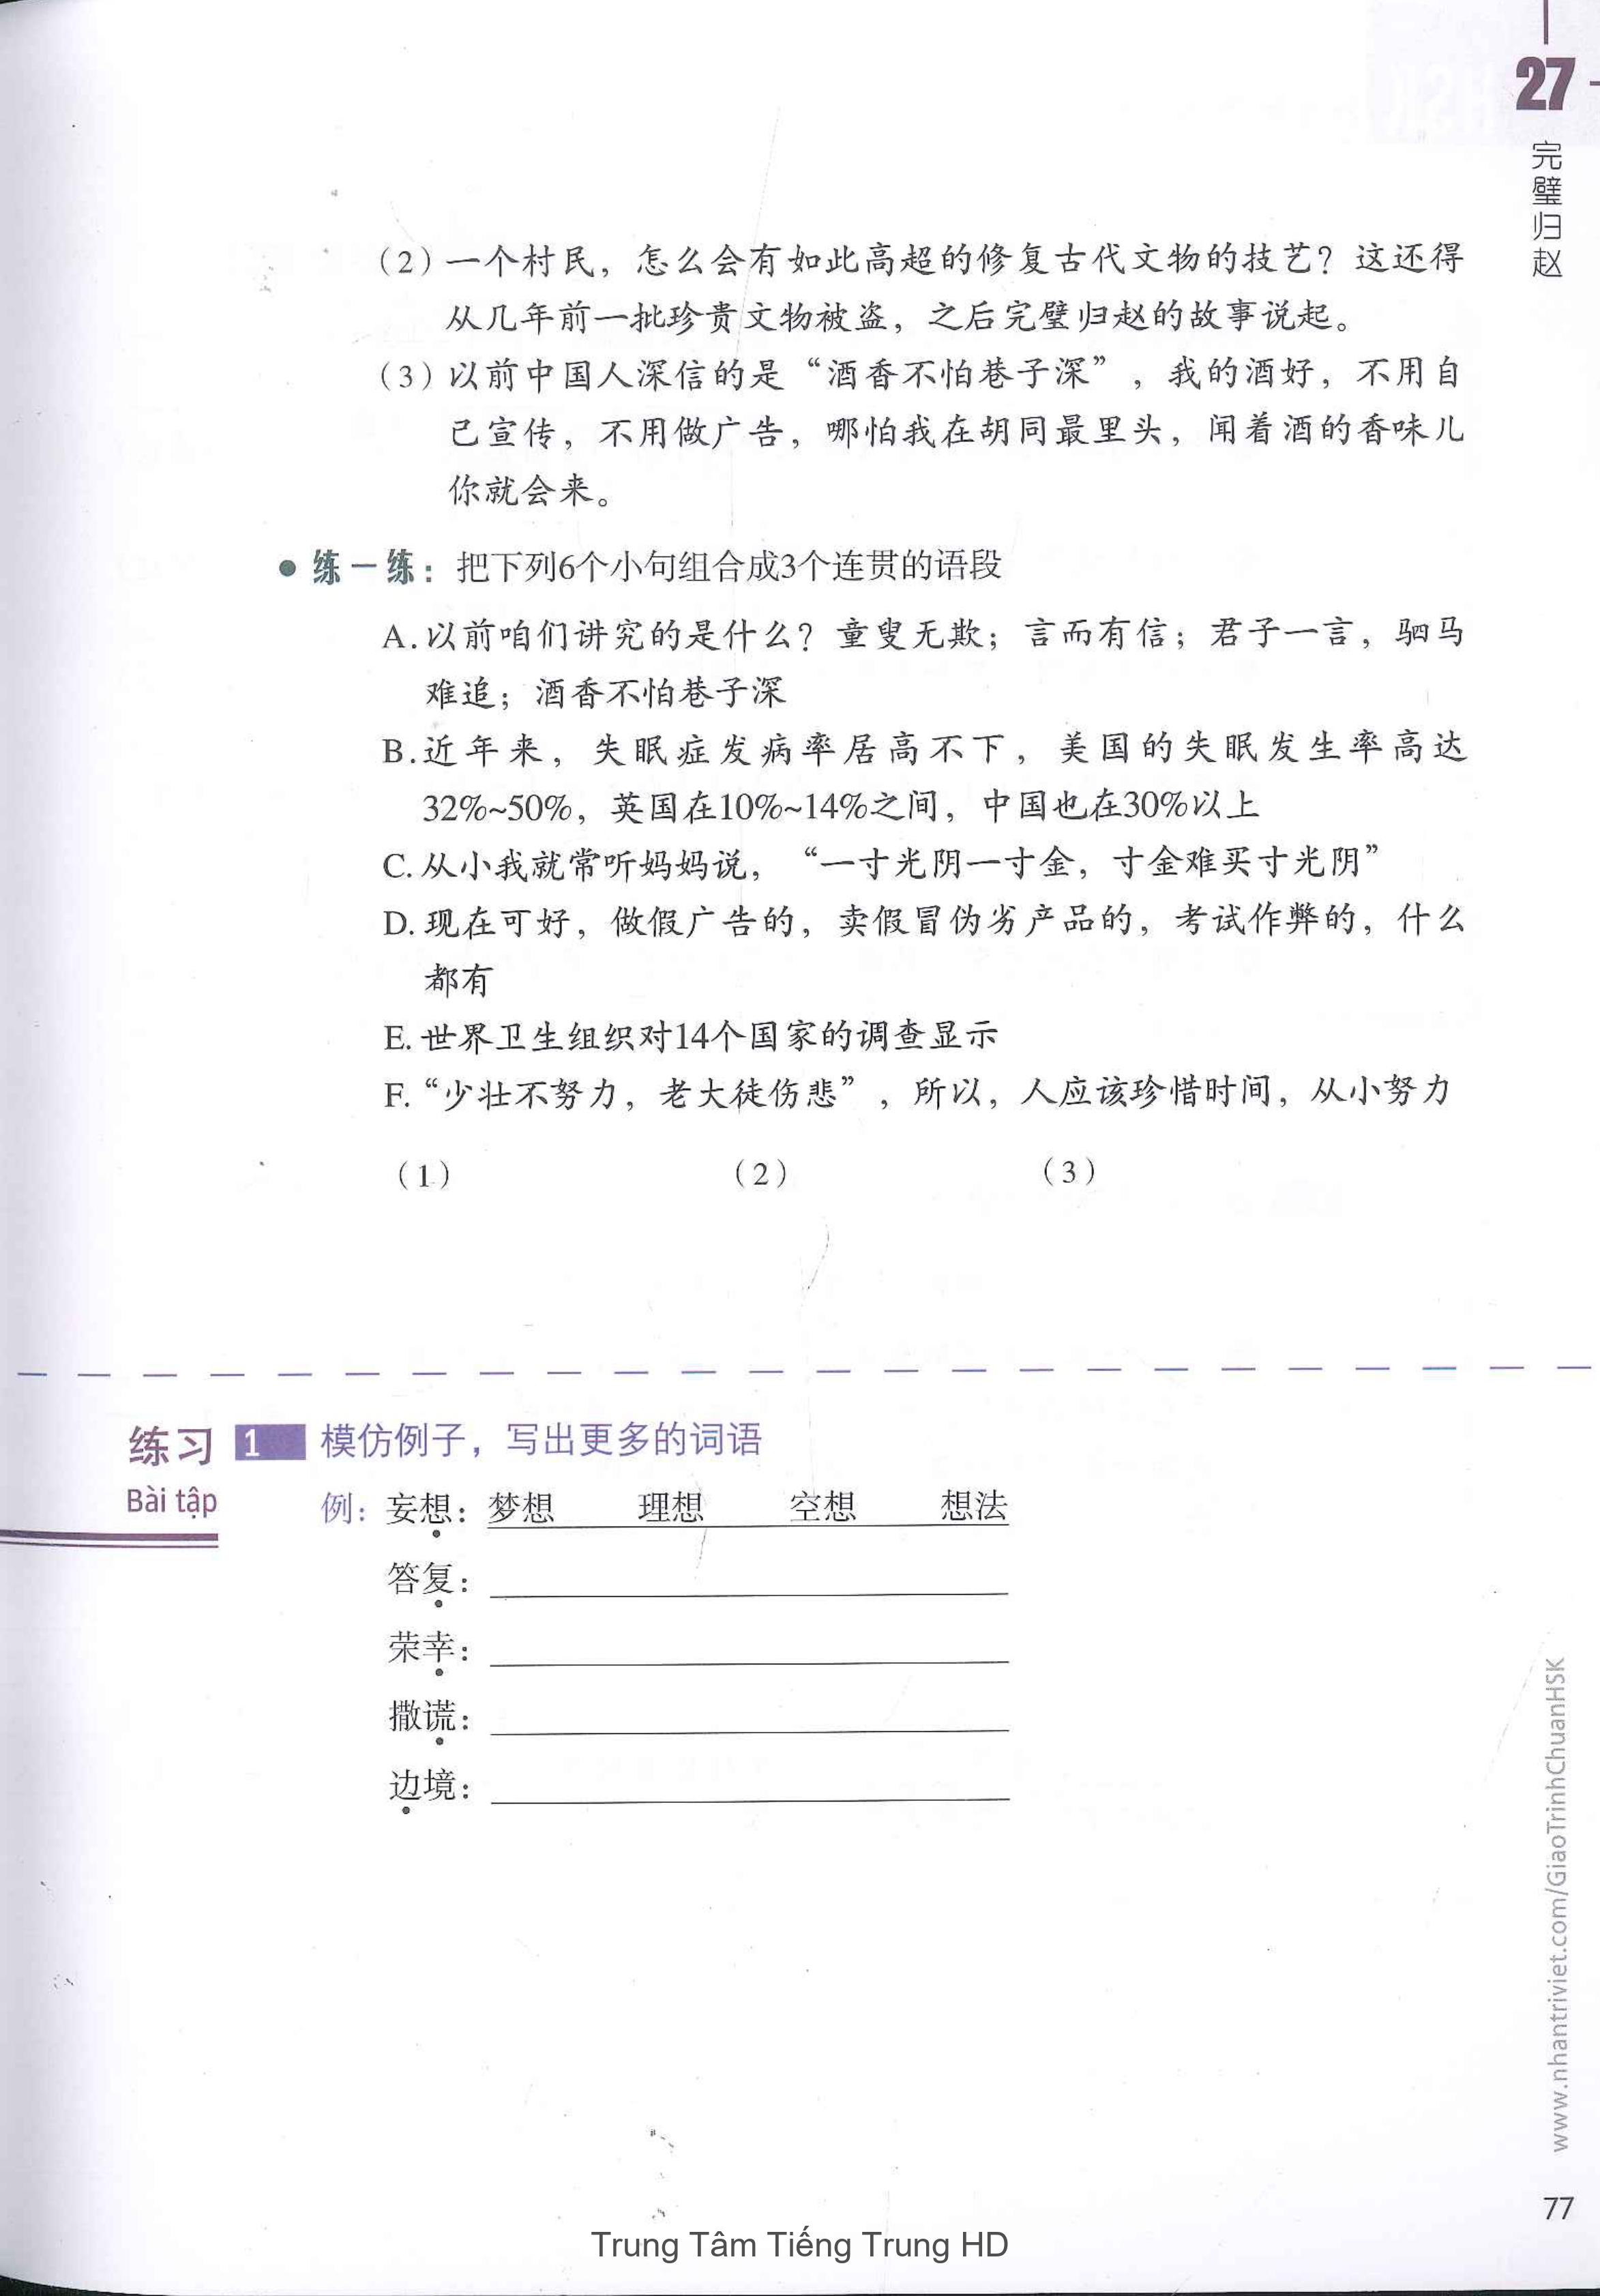 27
完璧归赵
（2）一个村民，怎么会有如此高超的修复古代文物的技艺？这还得
从几年前一批珍贵文物被盗，之后完璧归赵的故事说起。
（3）以前中国人深信的是“酒香不怕巷子深”，我的酒好，不用自
己宣传，不用做广告，哪怕我在胡同最里头，闻着酒的香味儿
你就会来。
●练一练：把下列6个小句组合成3个连贯的语段
A.以前咱们讲究的是什么？童叟无欺；言而有信；君子一言，驷马
难追；酒香不怕巷子深
B.近年来，失眠症发病率居高不下，美国的失眠发生率高达
32%~50%，英国在10%~14%之间，中国也在30%以上
C.从小我就常听妈妈说，“一寸光阴一寸金，寸金难买寸光阴”
D.现在可好，做假广告的，卖假冒伪劣产品的，考试作弊的，什么
都有
E.世界卫生组织对14个国家的调查显示
F.“少壮不努力，老大徒伤悲”，所以，人应该珍惜时间，从小努力
（1） （2） （3）
练习 1 模仿例子，写出更多的词语
Bài tập
例：妄想：梦想 理想 空想 想法
答复：
荣幸：
撒谎：
边境：
www.nhantriviet.com/GiaoTrinhChuanHSK
77
Trung Tâm Tiếng Trung HD